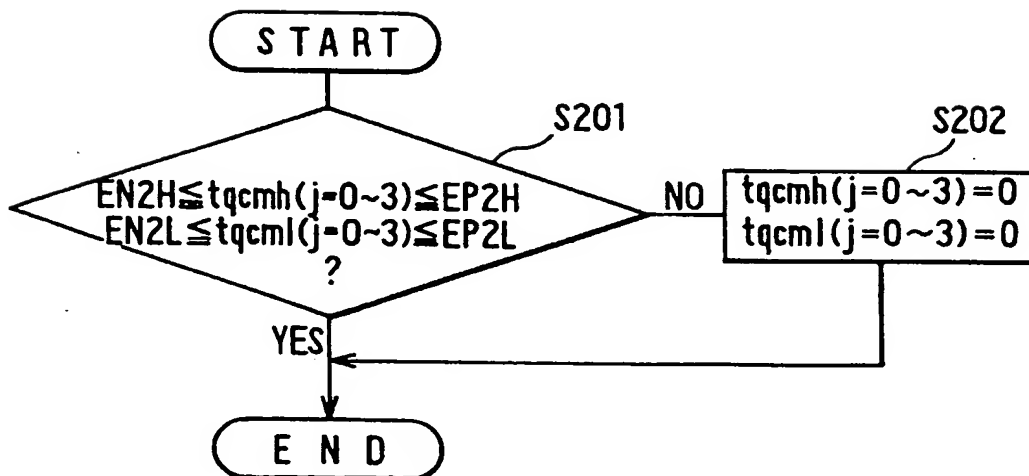 START
S201
S202
EN2H≦tqcmh(j=0~3)≦EP2H
EN2L≦tqcml(j=0~3)≦EP2L
?
NO
tqcmh(j=0~3)=0
tqcml(j=0~3)=0
YES
END